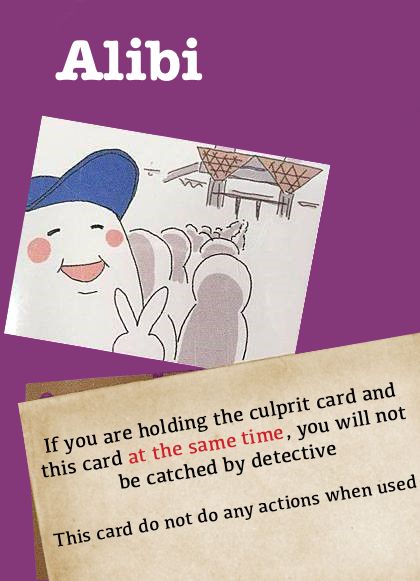 Alibi
If you are holding the culprit card and
this card at the same time, you will not
be catched by detective
This card do not do any actions when used